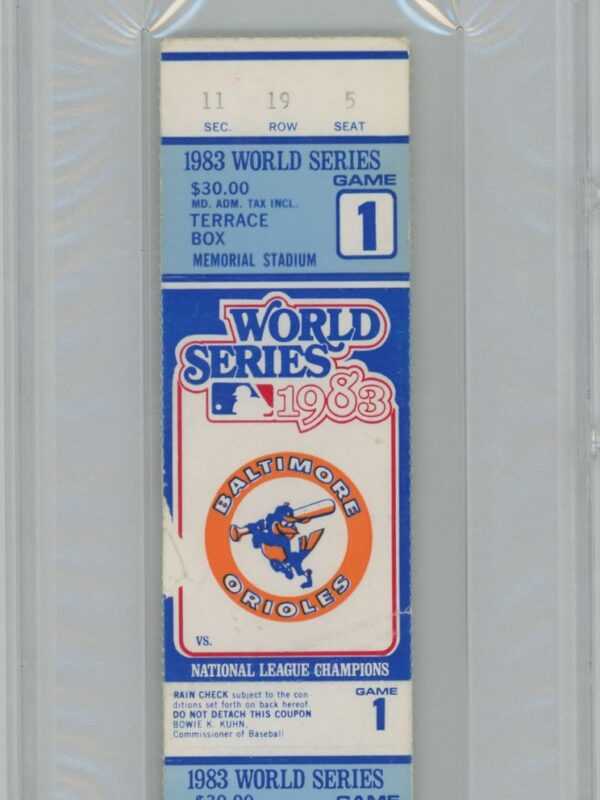 11 19 5
SEC. ROW SEAT
1983 WORLD SERIES
$30.00
MD. ADM. TAX INCL.
TERRACE
BOX
MEMORIAL STADIUM
GAME
1
WORLD
SERIES
1983
BALTIMORE
ORIOLES
VS.
NATIONAL LEAGUE CHAMPIONS
RAIN CHECK subject to the con
ditions set forth on back hereof.
DO NOT DETACH THIS COUPON
BOWIE K. KUHN,
Commissioner of Baseball
GAME
1
1983 WORLD SERIES
$30.00
GAME